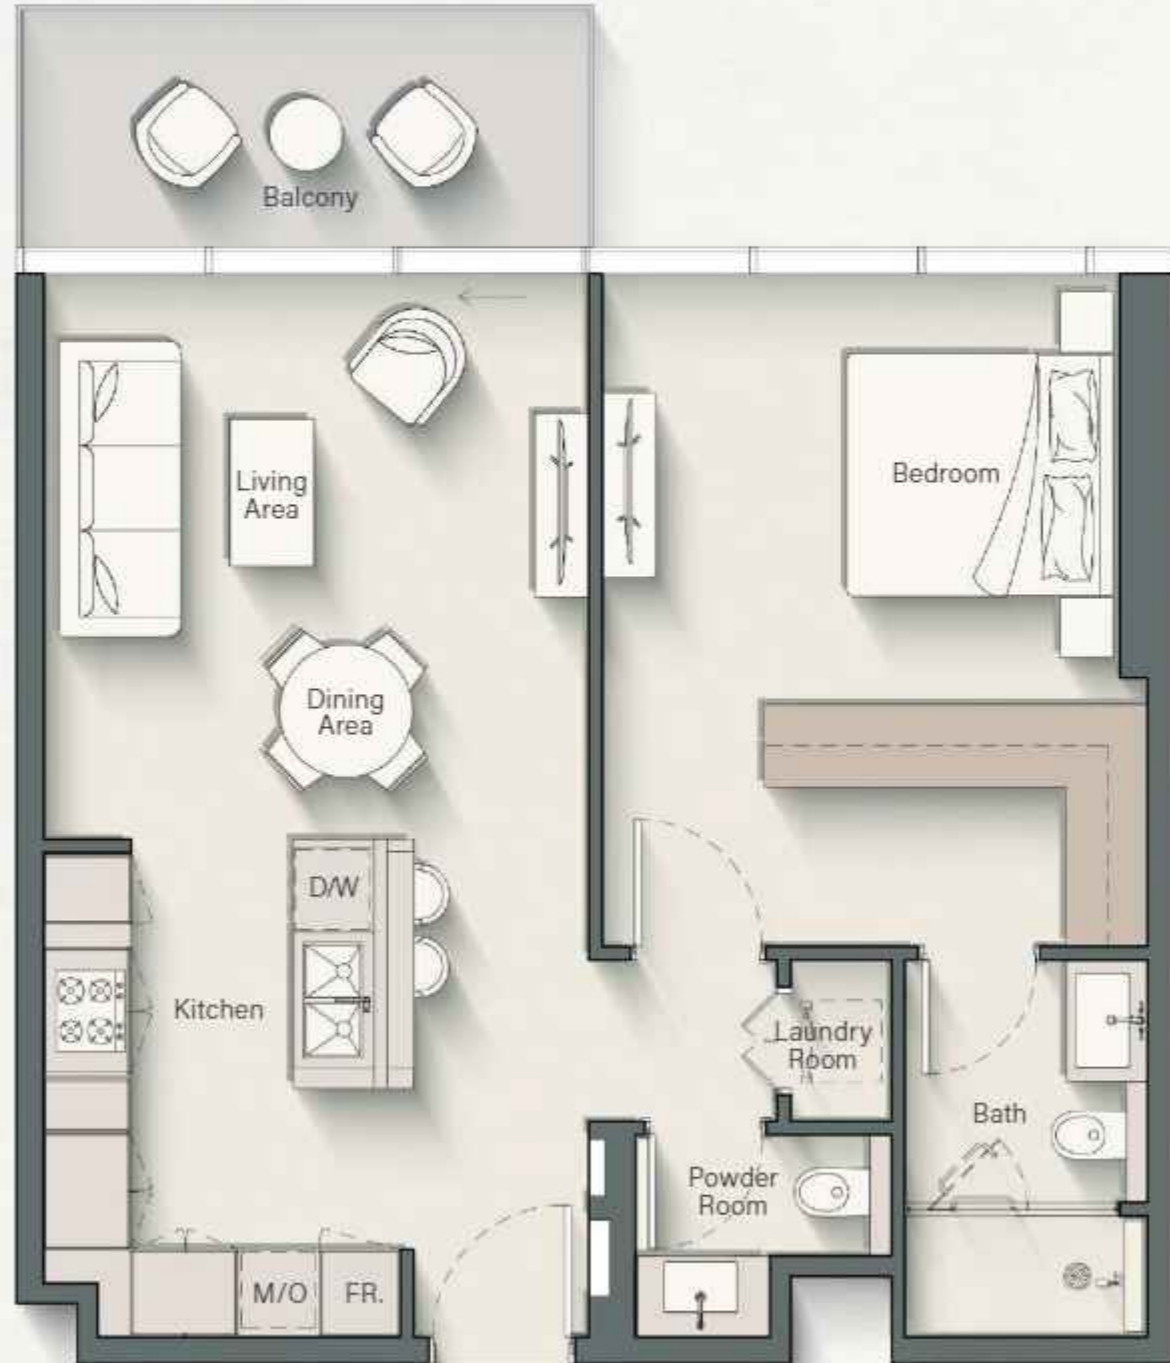 Balcony
Living
Area
Bedroom
Dining
Area
D/W
Kitchen
Laundry
Room
Bath
Powder
Room
M/O
FR.